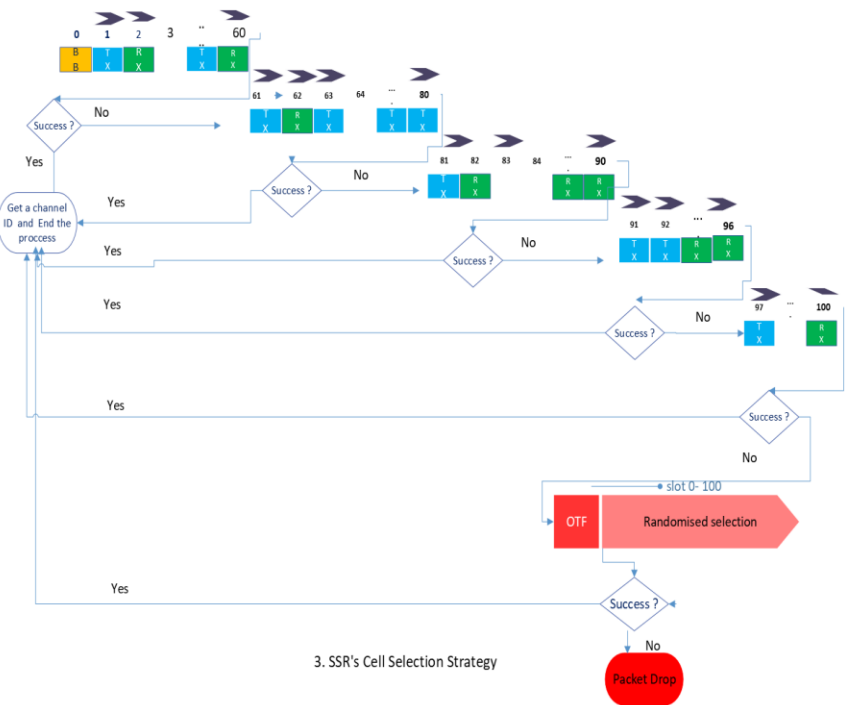 0 1 2 3 .. .. 60
B B T X R X T X R X
61 62 63 64 ... . 80
T X R X T X T X T X
Success ? No
Yes
81 82 83 84 ... . 90
T X R X R X R X
Success ? No
Yes
Get a channel
ID and End the
proccess
91 92 ... . 96
T X T X R X R X
Success ? No
Yes
97 ... . 100
T X R X
Success ? No
Yes
Success ?
Yes
No
slot 0- 100
OTF Randomised selection
Success ?
Yes
No
Packet Drop
3. SSR's Cell Selection Strategy